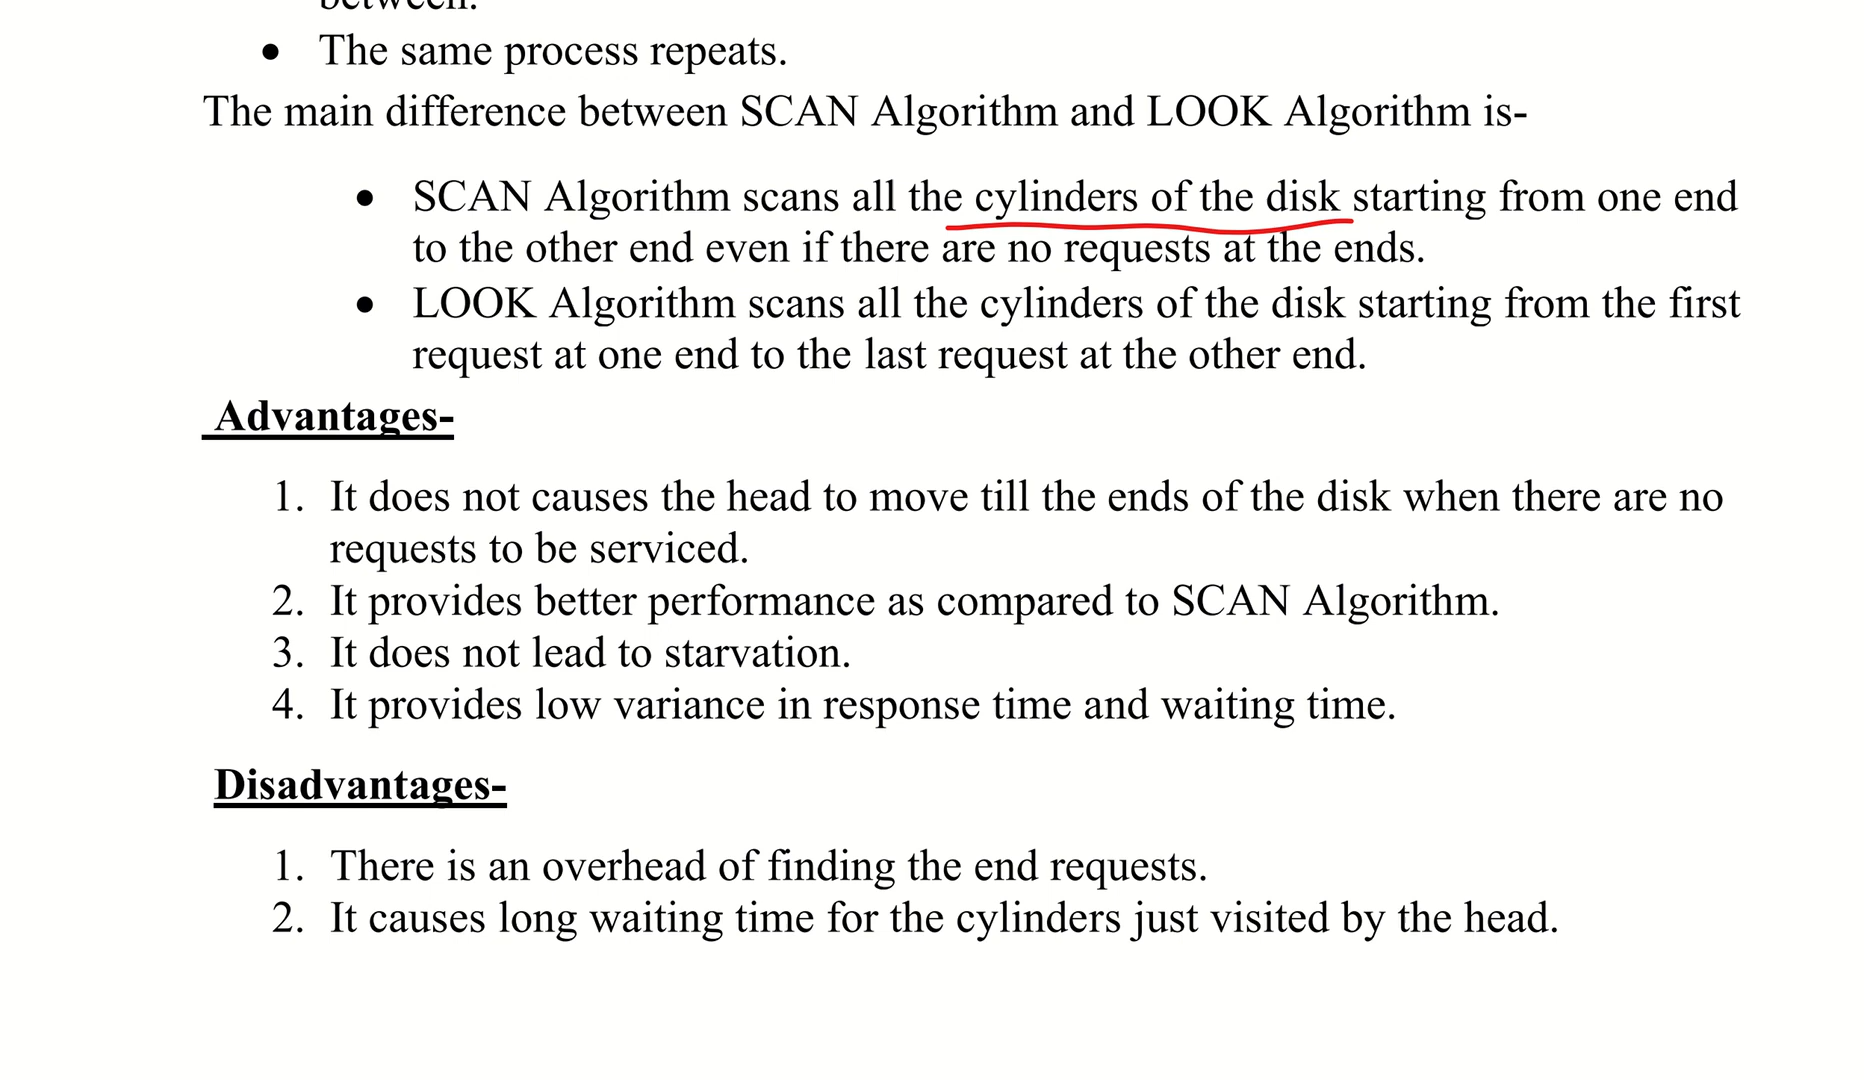 between.
• The same process repeats.
The main difference between SCAN Algorithm and LOOK Algorithm is-
• SCAN Algorithm scans all the cylinders of the disk starting from one end
to the other end even if there are no requests at the ends.
• LOOK Algorithm scans all the cylinders of the disk starting from the first
request at one end to the last request at the other end.
Advantages-
1. It does not causes the head to move till the ends of the disk when there are no
requests to be serviced.
2. It provides better performance as compared to SCAN Algorithm.
3. It does not lead to starvation.
4. It provides low variance in response time and waiting time.
Disadvantages-
1. There is an overhead of finding the end requests.
2. It causes long waiting time for the cylinders just visited by the head.